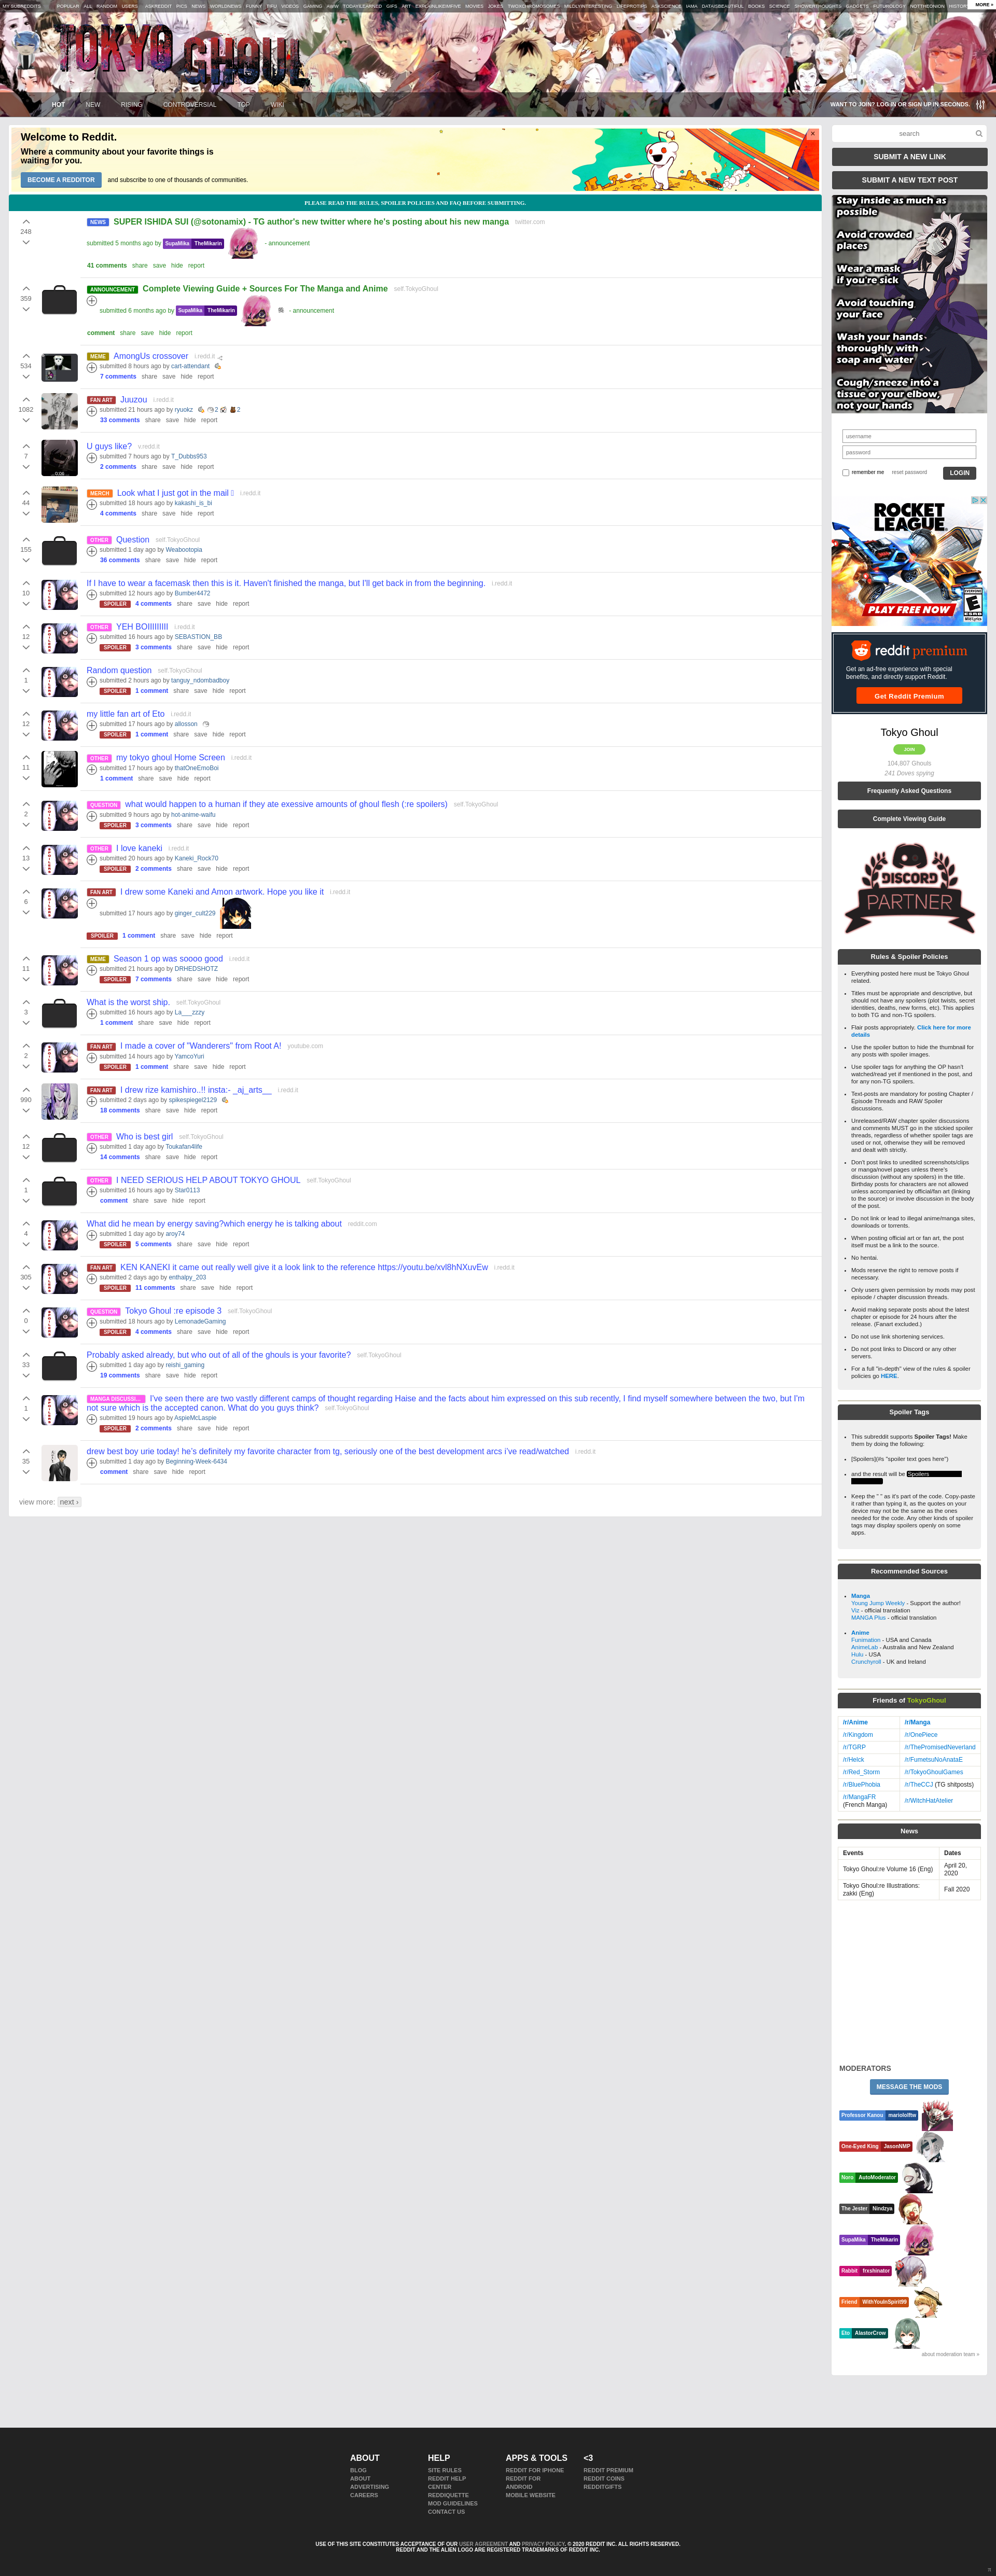 MY SUBREDDITS POPULAR ALL RANDOM USERS ASKREDDIT PICS NEWS WORLDNEWS FUNNY TIFU VIDEOS GAMING AWW TODAYILEARNED GIFS ART EXPLAINLIKEIMFIVE MOVIES JOKES TWOXCHROMOSOMES MILDLYINTERESTING LIFEPROTIPS ASKSCIENCE IAMA DATAISBEAUTIFUL BOOKS SCIENCE SHOWERTHOUGHTS GADGETS FUTUROLOGY NOTTHEONION HISTOR MORE »
TOKYO GHOUL
HOT NEW RISING CONTROVERSIAL TOP WIKI
WANT TO JOIN? LOG IN OR SIGN UP IN SECONDS.
Welcome to Reddit.
Where a community about your favorite things is
waiting for you.
BECOME A REDDITOR and subscribe to one of thousands of communities.
PLEASE READ THE RULES, SPOILER POLICIES AND FAQ BEFORE SUBMITTING.
248
NEWS SUPER ISHIDA SUI (@sotonamix) - TG author's new twitter where he's posting about his new manga twitter.com
submitted 5 months ago by SupaMika TheMikarin - announcement
41 comments share save hide report
359
ANNOUNCEMENT Complete Viewing Guide + Sources For The Manga and Anime self.TokyoGhoul
submitted 6 months ago by SupaMika TheMikarin - announcement
comment share save hide report
534
MEME AmongUs crossover i.redd.it
submitted 8 hours ago by cart-attendant
7 comments share save hide report
1082
FAN ART Juuzou i.redd.it
submitted 21 hours ago by ryuokz 2 2
33 comments share save hide report
7
U guys like? v.redd.it
submitted 7 hours ago by T_Dubbs953
2 comments share save hide report
0:06
44
MERCH Look what I just got in the mail i.redd.it
submitted 18 hours ago by kakashi_is_bi
4 comments share save hide report
155
OTHER Question self.TokyoGhoul
submitted 1 day ago by Weabootopia
36 comments share save hide report
10
If I have to wear a facemask then this is it. Haven't finished the manga, but I'll get back in from the beginning. i.redd.it
submitted 12 hours ago by Bumber4472
SPOILER 4 comments share save hide report
12
OTHER YEH BOIIIIIIIII i.redd.it
submitted 16 hours ago by SEBASTION_BB
SPOILER 3 comments share save hide report
1
Random question self.TokyoGhoul
submitted 2 hours ago by tanguy_ndombadboy
SPOILER 1 comment share save hide report
12
my little fan art of Eto i.redd.it
submitted 17 hours ago by allosson
SPOILER 1 comment share save hide report
11
OTHER my tokyo ghoul Home Screen i.redd.it
submitted 17 hours ago by thatOneEmoBoi
1 comment share save hide report
2
QUESTION what would happen to a human if they ate exessive amounts of ghoul flesh (:re spoilers) self.TokyoGhoul
submitted 9 hours ago by hot-anime-waifu
SPOILER 3 comments share save hide report
13
OTHER I love kaneki i.redd.it
submitted 20 hours ago by Kaneki_Rock70
SPOILER 2 comments share save hide report
6
FAN ART I drew some Kaneki and Amon artwork. Hope you like it i.redd.it
submitted 17 hours ago by ginger_cult229
SPOILER 1 comment share save hide report
11
MEME Season 1 op was soooo good i.redd.it
submitted 21 hours ago by DRHEDSHOTZ
SPOILER 7 comments share save hide report
3
What is the worst ship. self.TokyoGhoul
submitted 16 hours ago by La___zzzy
1 comment share save hide report
2
FAN ART I made a cover of "Wanderers" from Root A! youtube.com
submitted 14 hours ago by YamcoYuri
SPOILER 1 comment share save hide report
990
FAN ART I drew rize kamishiro..!! insta:- _aj_arts__ i.redd.it
submitted 2 days ago by spikespiegel2129
18 comments share save hide report
12
OTHER Who is best girl self.TokyoGhoul
submitted 1 day ago by Toukafan4life
14 comments share save hide report
1
OTHER I NEED SERIOUS HELP ABOUT TOKYO GHOUL self.TokyoGhoul
submitted 16 hours ago by Star0113
comment share save hide report
4
What did he mean by energy saving?which energy he is talking about reddit.com
submitted 1 day ago by aroy74
SPOILER 5 comments share save hide report
305
FAN ART KEN KANEKI it came out really well give it a look link to the reference https://youtu.be/xvl8hNXuvEw i.redd.it
submitted 2 days ago by enthalpy_203
SPOILER 11 comments share save hide report
0
QUESTION Tokyo Ghoul :re episode 3 self.TokyoGhoul
submitted 18 hours ago by LemonadeGaming
SPOILER 4 comments share save hide report
33
Probably asked already, but who out of all of the ghouls is your favorite? self.TokyoGhoul
submitted 1 day ago by reishi_gaming
19 comments share save hide report
1
MANGA DISCUSSI... I've seen there are two vastly different camps of thought regarding Haise and the facts about him expressed on this sub recently, I find myself somewhere between the two, but I'm
not sure which is the accepted canon. What do you guys think? self.TokyoGhoul
submitted 19 hours ago by AspieMcLaspie
SPOILER 2 comments share save hide report
35
drew best boy urie today! he's definitely my favorite character from tg, seriously one of the best development arcs i've read/watched i.redd.it
submitted 1 day ago by Beginning-Week-6434
comment share save hide report
view more: next ›
search
SUBMIT A NEW LINK
SUBMIT A NEW TEXT POST
Stay inside as much as
possible
Avoid crowded
places
Wear a mask
if you're sick
Avoid touching
your face
Wash your hands
thoroughly with
soap and water
Cough/sneeze into a
tissue or your elbow,
not your hands
username
password
remember me reset password LOGIN
ROCKET
LEAGUE
PLAY FREE NOW
EVERYONE
E
Mild Lyrics
reddit premium
Get an ad-free experience with special
benefits, and directly support Reddit.
Get Reddit Premium
Tokyo Ghoul
JOIN
104,807 Ghouls
241 Doves spying
Frequently Asked Questions
Complete Viewing Guide
DISCORD
PARTNER
Rules & Spoiler Policies
Everything posted here must be Tokyo Ghoul
related.
Titles must be appropriate and descriptive, but
should not have any spoilers (plot twists, secret
identities, deaths, new forms, etc). This applies
to both TG and non-TG spoilers.
Flair posts appropriately. Click here for more
details
Use the spoiler button to hide the thumbnail for
any posts with spoiler images.
Use spoiler tags for anything the OP hasn't
watched/read yet if mentioned in the post, and
for any non-TG spoilers.
Text-posts are mandatory for posting Chapter /
Episode Threads and RAW Spoiler
discussions.
Unreleased/RAW chapter spoiler discussions
and comments MUST go in the stickied spoiler
threads, regardless of whether spoiler tags are
used or not, otherwise they will be removed
and dealt with strictly.
Don't post links to unedited screenshots/clips
or manga/novel pages unless there's
discussion (without any spoilers) in the title.
Birthday posts for characters are not allowed
unless accompanied by official/fan art (linking
to the source) or involve discussion in the body
of the post.
Do not link or lead to illegal anime/manga sites,
downloads or torrents.
When posting official art or fan art, the post
itself must be a link to the source.
No hentai.
Mods reserve the right to remove posts if
necessary.
Only users given permission by mods may post
episode / chapter discussion threads.
Avoid making separate posts about the latest
chapter or episode for 24 hours after the
release. (Fanart excluded.)
Do not use link shortening services.
Do not post links to Discord or any other
servers.
For a full "in-depth" view of the rules & spoiler
policies go HERE.
Spoiler Tags
This subreddit supports Spoiler Tags! Make
them by doing the following:
[Spoilers](#s "spoiler text goes here")
and the result will be Spoilers
Keep the " " as it's part of the code. Copy-paste
it rather than typing it, as the quotes on your
device may not be the same as the ones
needed for the code. Any other kinds of spoiler
tags may display spoilers openly on some
apps.
Recommended Sources
Manga
Young Jump Weekly - Support the author!
Viz - official translation
MANGA Plus - official translation
Anime
Funimation - USA and Canada
AnimeLab - Australia and New Zealand
Hulu - USA
Crunchyroll - UK and Ireland
Friends of TokyoGhoul
/r/Anime /r/Manga
/r/Kingdom /r/OnePiece
/r/TGRP /r/ThePromisedNeverland
/r/Helck /r/FumetsuNoAnataE
/r/Red_Storm /r/TokyoGhoulGames
/r/BluePhobia /r/TheCCJ (TG shitposts)
/r/MangaFR
(French Manga) /r/WitchHatAtelier
News
Events Dates
Tokyo Ghoul:re Volume 16 (Eng) April 20,
2020
Tokyo Ghoul:re Illustrations:
zakki (Eng) Fall 2020
MODERATORS
MESSAGE THE MODS
Professor Kanou mariololftw
One-Eyed King JasonNMP
Noro AutoModerator
The Jester Nindzya
SupaMika TheMikarin
Rabbit frxshinator
Friend WithYouInSpirit99
Eto AlastorCrow
about moderation team »
ABOUT
BLOG
ABOUT
ADVERTISING
CAREERS
HELP
SITE RULES
REDDIT HELP
CENTER
REDDIQUETTE
MOD GUIDELINES
CONTACT US
APPS & TOOLS
REDDIT FOR IPHONE
REDDIT FOR
ANDROID
MOBILE WEBSITE
<3
REDDIT PREMIUM
REDDIT COINS
REDDITGIFTS
USE OF THIS SITE CONSTITUTES ACCEPTANCE OF OUR USER AGREEMENT AND PRIVACY POLICY. © 2020 REDDIT INC. ALL RIGHTS RESERVED.
REDDIT AND THE ALIEN LOGO ARE REGISTERED TRADEMARKS OF REDDIT INC.
π